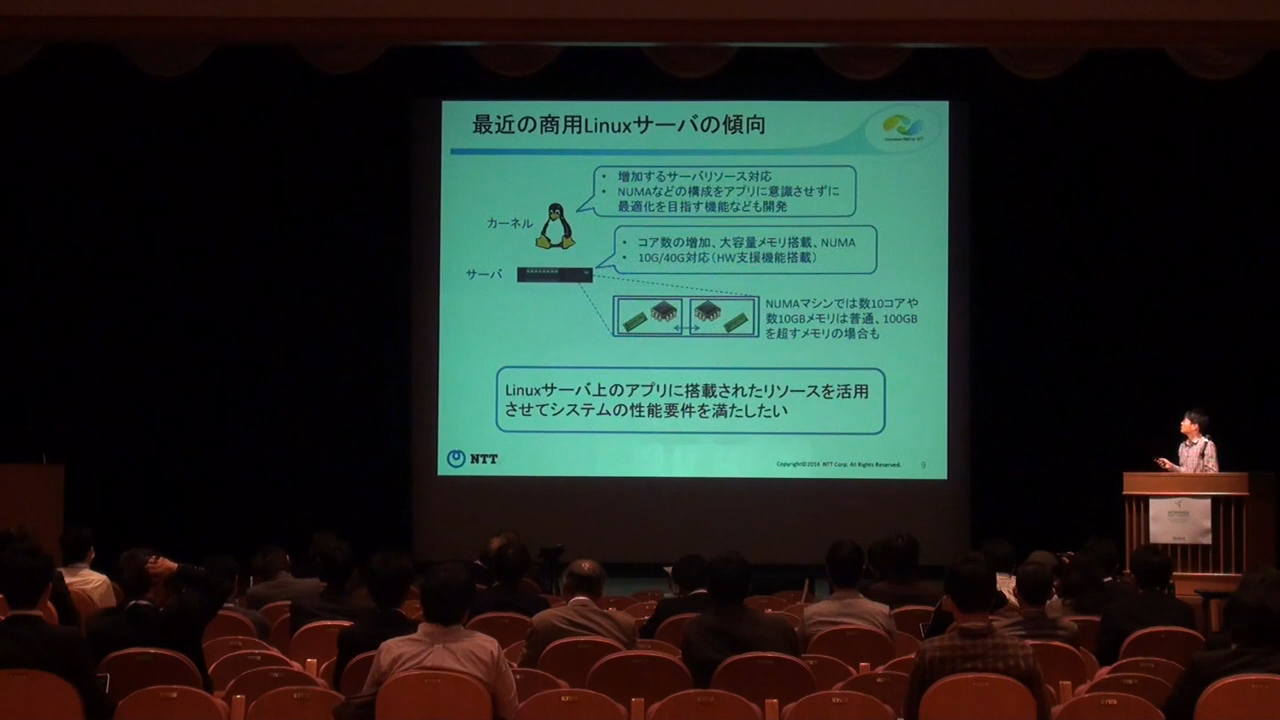 最近の商用Linuxサーバの傾向
• 増加するサーバリソース対応
• NUMAなどの構成をアプリに意識させずに
最適化を目指す機能なども開発
カーネル
• コア数の増加、大容量メモリ搭載、NUMA
• 10G/40G対応（HW支援機能搭載）
サーバ
NUMAマシンでは数10コアや
数10GBメモリは普通、100GB
を超すメモリの場合も
Linuxサーバ上のアプリに搭載されたリソースを活用
させてシステムの性能要件を満たしたい
NTT
Copyright©2014 NTT Corp. All Rights Reserved.
9